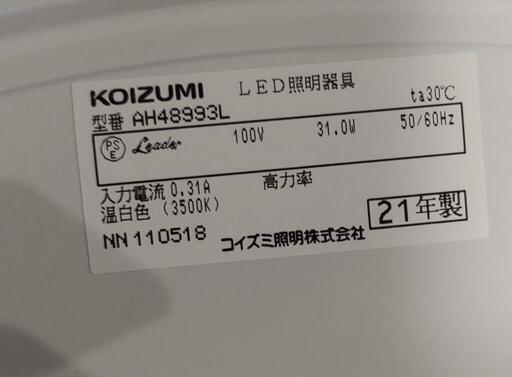 KOIZUMI LED照明器具
型番 AH48993L ta30℃
PSE Leader 100V 31.0W 50/60Hz
入力電流 0.31A 高力率
温白色 (3500K) 21年製
NN 110518 コイズミ照明株式会社